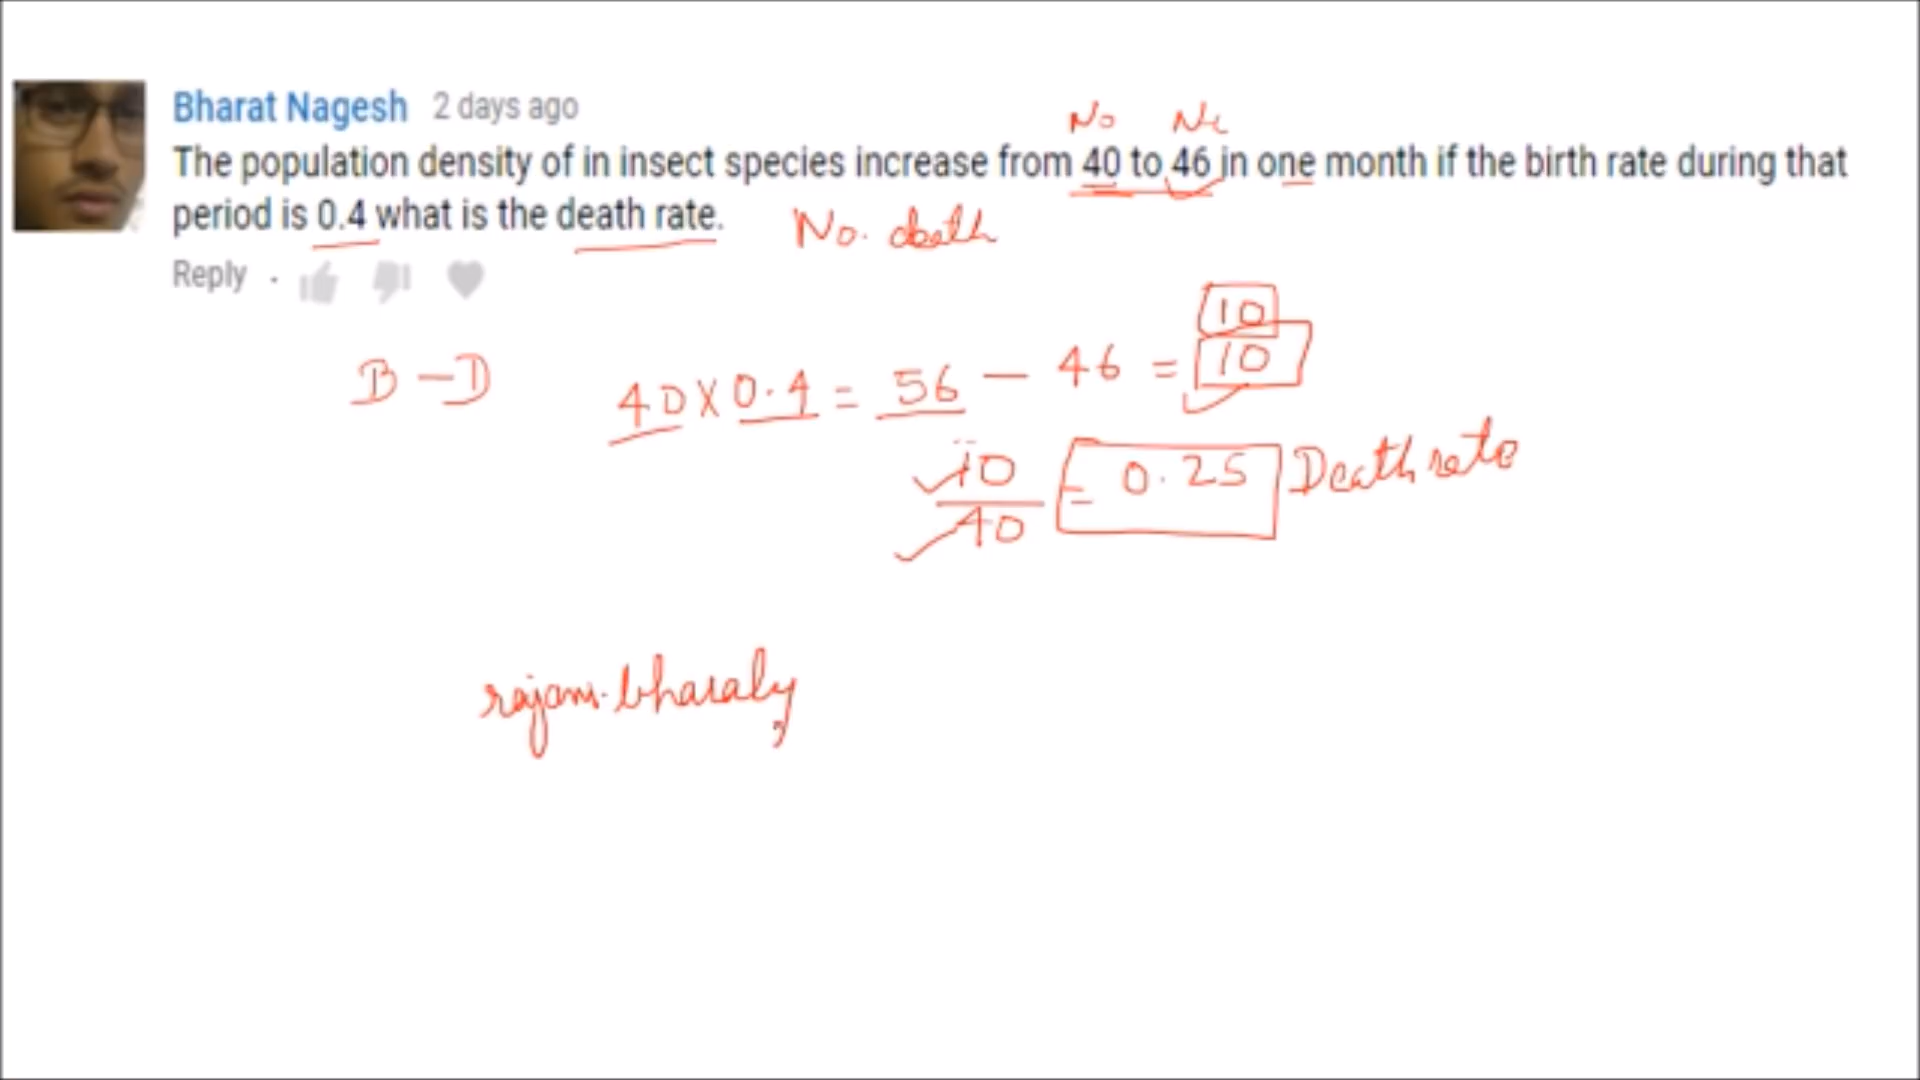 Bharat Nagesh 2 days ago
No Nt
The population density of in insect species increase from 40 to 46 in one month if the birth rate during that
period is 0.4 what is the death rate.
No. death
Reply .
10
B – D
40 X 0.4 = 56 – 46 = 10
10
40
= 0.25 Death rate
rajani.bharaly,